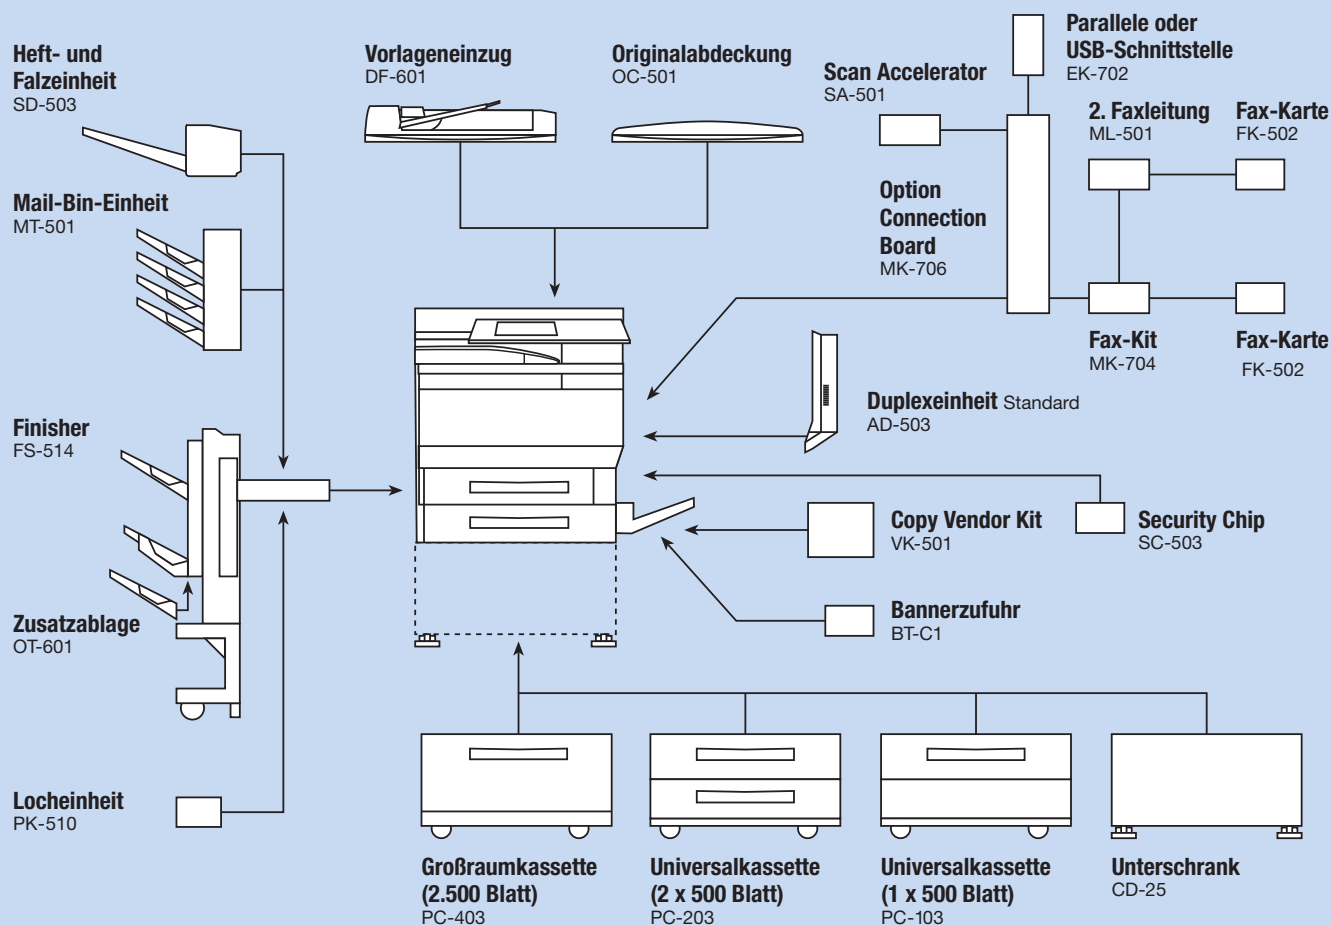 Heft- und
Falzeinheit
SD-503
Vorlageneinzug
DF-601
Originalabdeckung
OC-501
Scan Accelerator
SA-501
Parallele oder
USB-Schnittstelle
EK-702
2. Faxleitung
ML-501
Fax-Karte
FK-502
Mail-Bin-Einheit
MT-501
Option
Connection
Board
MK-706
Fax-Kit
MK-704
Fax-Karte
FK-502
Duplexeinheit Standard
AD-503
Finisher
FS-514
Copy Vendor Kit
VK-501
Security Chip
SC-503
Zusatzablage
OT-601
Bannerzufuhr
BT-C1
Locheinheit
PK-510
Großraumkassette
(2.500 Blatt)
PC-403
Universalkassette
(2 x 500 Blatt)
PC-203
Universalkassette
(1 x 500 Blatt)
PC-103
Unterschrank
CD-25